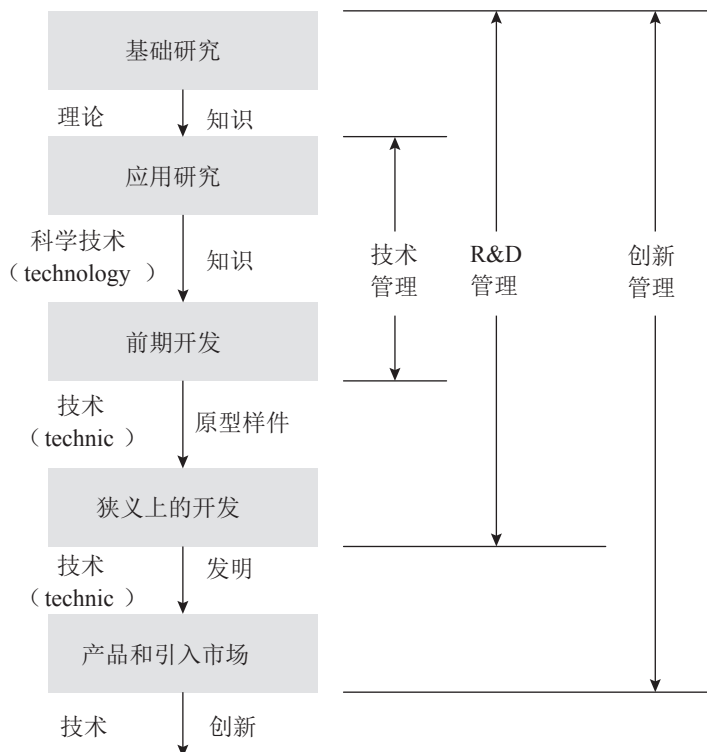 基础研究
理论 知识
应用研究
科学技术
（technology） 知识
前期开发
技术
（technic ） 原型样件
狭义上的开发
技术 发明
（technic ）
产品和引入市场
技术 创新
技术
管理
R&D
管理
创新
管理